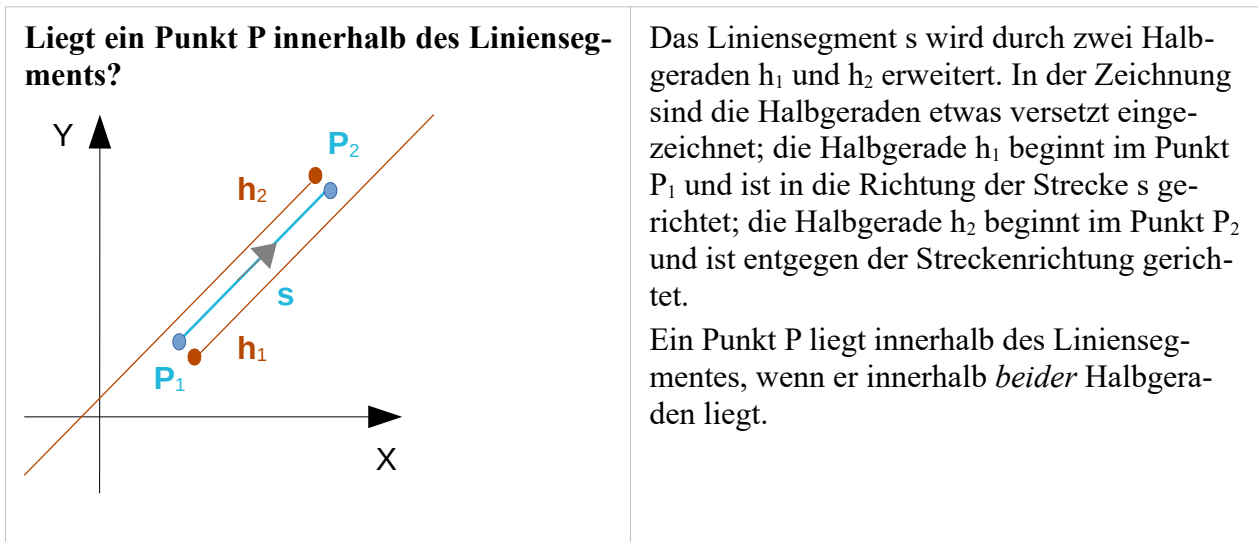 Liegt ein Punkt P innerhalb des Linienseg-
ments?
Y
P₂
h₂
s
h₁
P₁
X
Das Liniensegment s wird durch zwei Halb-
geraden h₁ und h₂ erweitert. In der Zeichnung
sind die Halbgeraden etwas versetzt einge-
zeichnet; die Halbgerade h₁ beginnt im Punkt
P₁ und ist in die Richtung der Strecke s ge-
richtet; die Halbgerade h₂ beginnt im Punkt P₂
und ist entgegen der Streckenrichtung gerich-
tet.
Ein Punkt P liegt innerhalb des Linienseg-
mentes, wenn er innerhalb beider Halbgera-
den liegt.